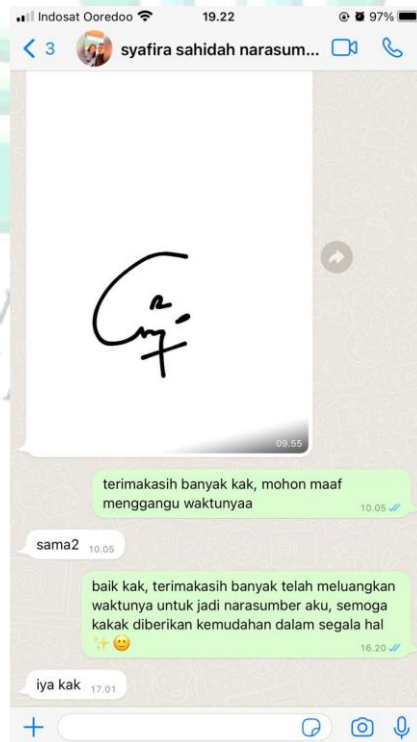 Indosat Ooredoo 19.22 97%
3 syafira sahidah narasum...
09.55
terimakasih banyak kak, mohon maaf
menggangu waktunyaa
10.05
sama2 10.05
baik kak, terimakasih banyak telah meluangkan
waktunya untuk jadi narasumber aku, semoga
kakak diberikan kemudahan dalam segala hal
✨🙂
16.20
iya kak 17.01